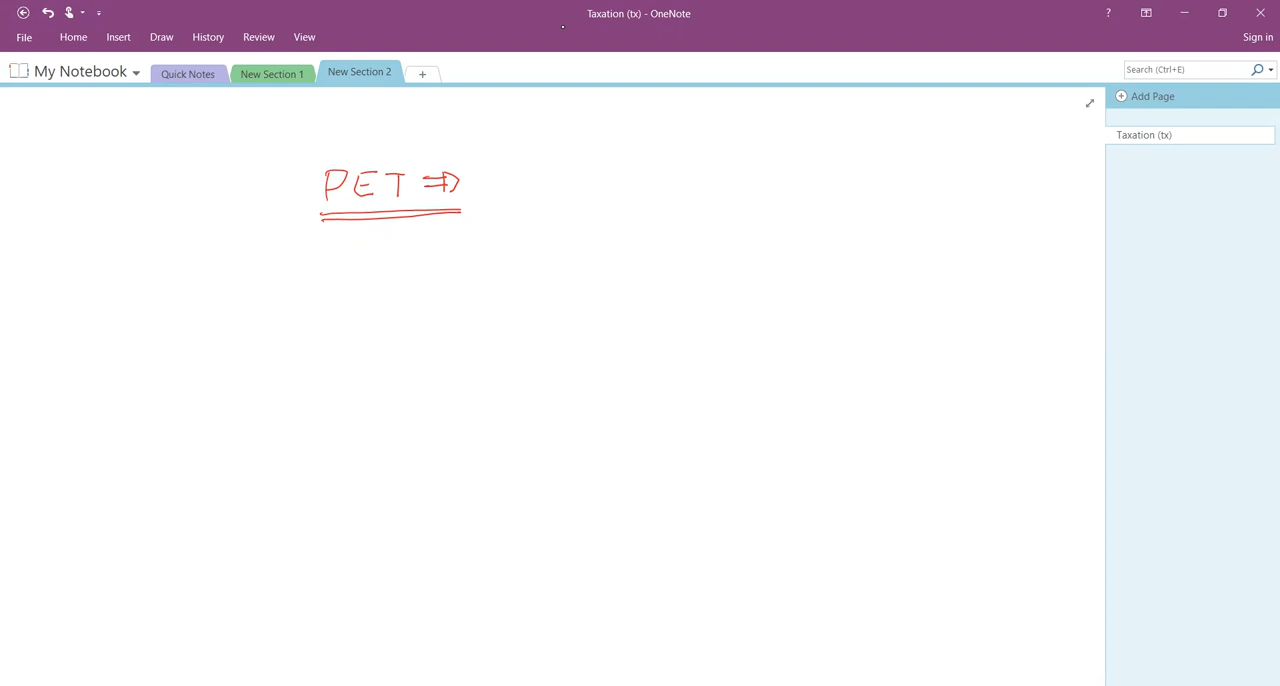 Taxation (tx) - OneNote
?
File Home Insert Draw History Review View Sign in
My Notebook Quick Notes New Section 1 New Section 2 + Search (Ctrl+E)
Add Page
Taxation (tx)
PET ⇒